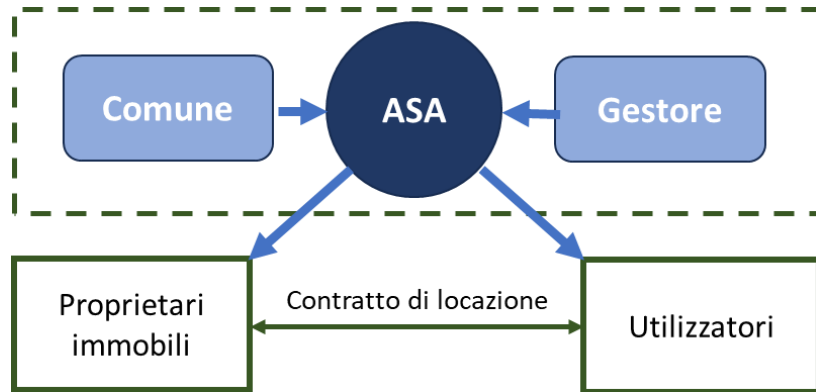 Comune
ASA
Gestore
Contratto di locazione
Proprietari
immobili
Utilizzatori